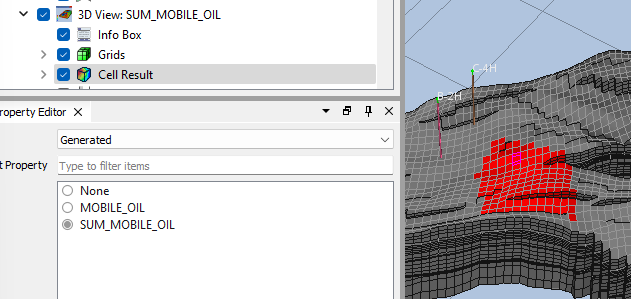 3D View: SUM_MOBILE_OIL
Info Box
Grids
Cell Result
roperty Editor
Generated
t Property
Type to filter items
None
MOBILE_OIL
SUM_MOBILE_OIL
C-4H
B-2H